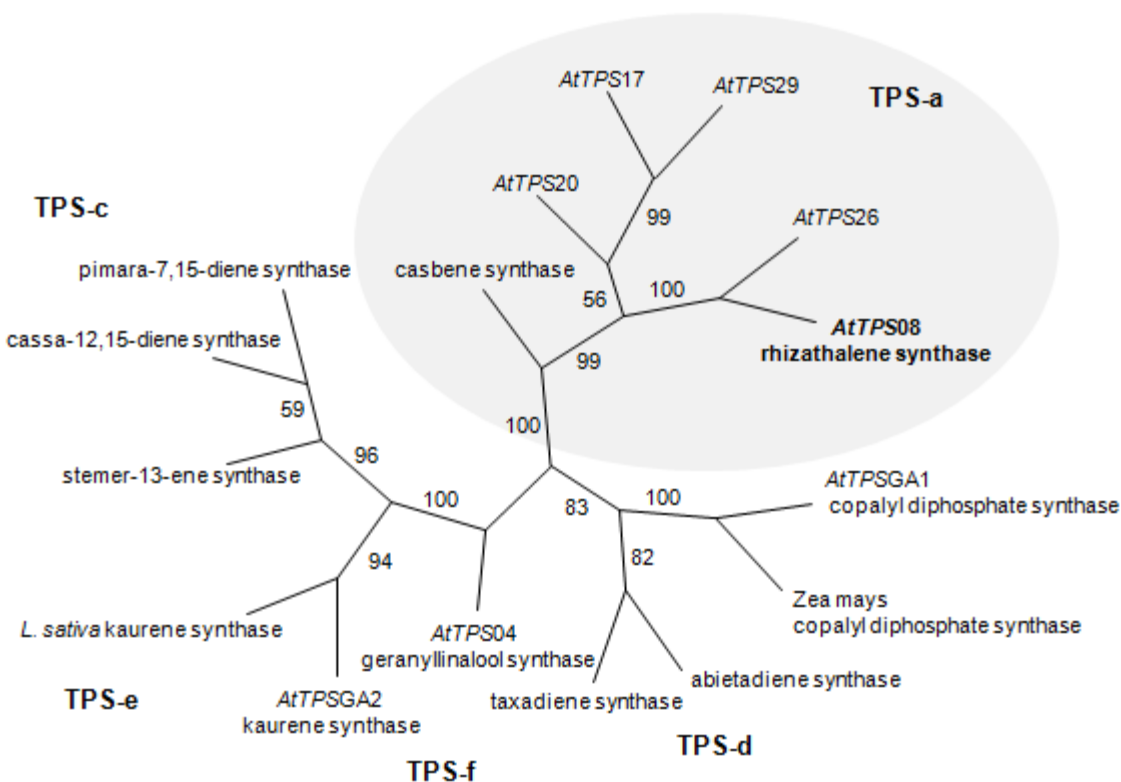 AtTPS17
AtTPS29
TPS-a
AtTPS20
99
TPS-c
AtTPS26
pimara-7,15-diene synthase
casbene synthase
56
100
cassa-12,15-diene synthase
AtTPS08
rhizathalene synthase
99
59
100
96
stemer-13-ene synthase
AtTPSGA1
copalyl diphosphate synthase
100
83
100
94
82
Zea mays
copalyl diphosphate synthase
L. sativa kaurene synthase
AtTPS04
geranyllinalool synthase
abietadiene synthase
TPS-e
AtTPSGA2
kaurene synthase
taxadiene synthase
TPS-d
TPS-f